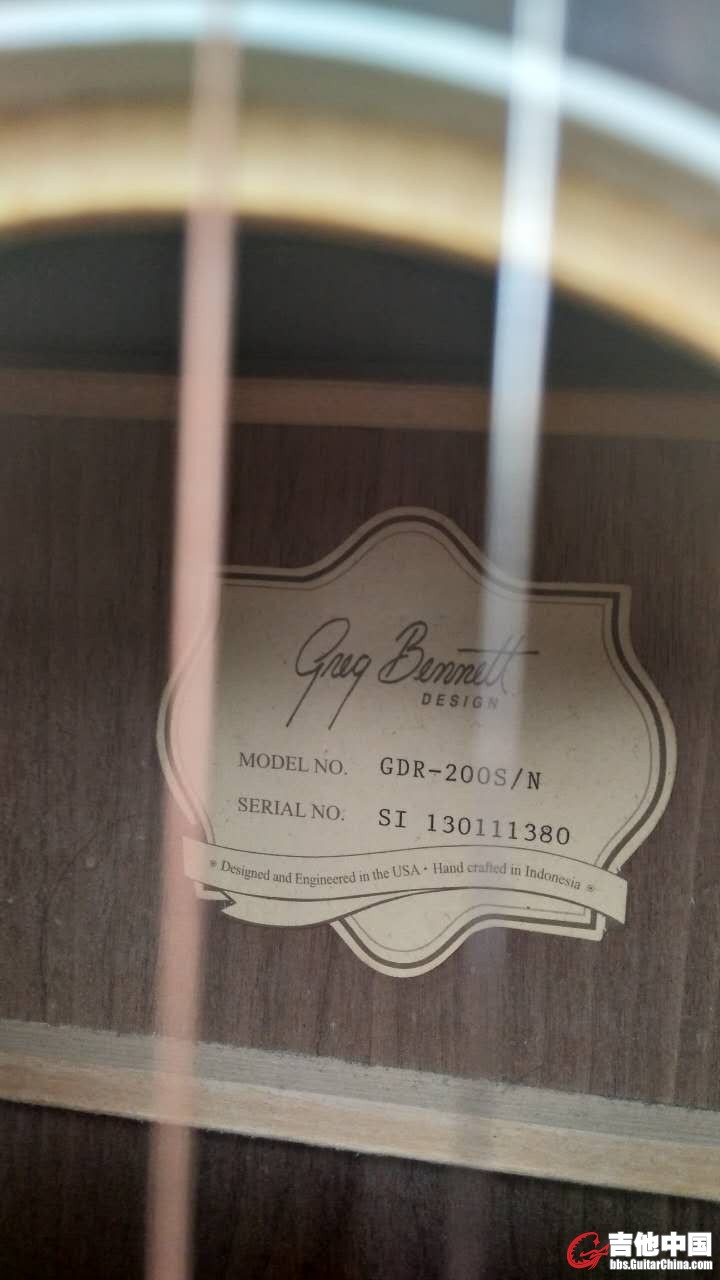 Greg Bennett
DESIGN
MODEL NO. GDR-200S/N
SERIAL NO. SI 130111380
Designed and Engineered in the USA • Hand crafted in Indonesia
吉他中国
bbs.GuitarChina.com